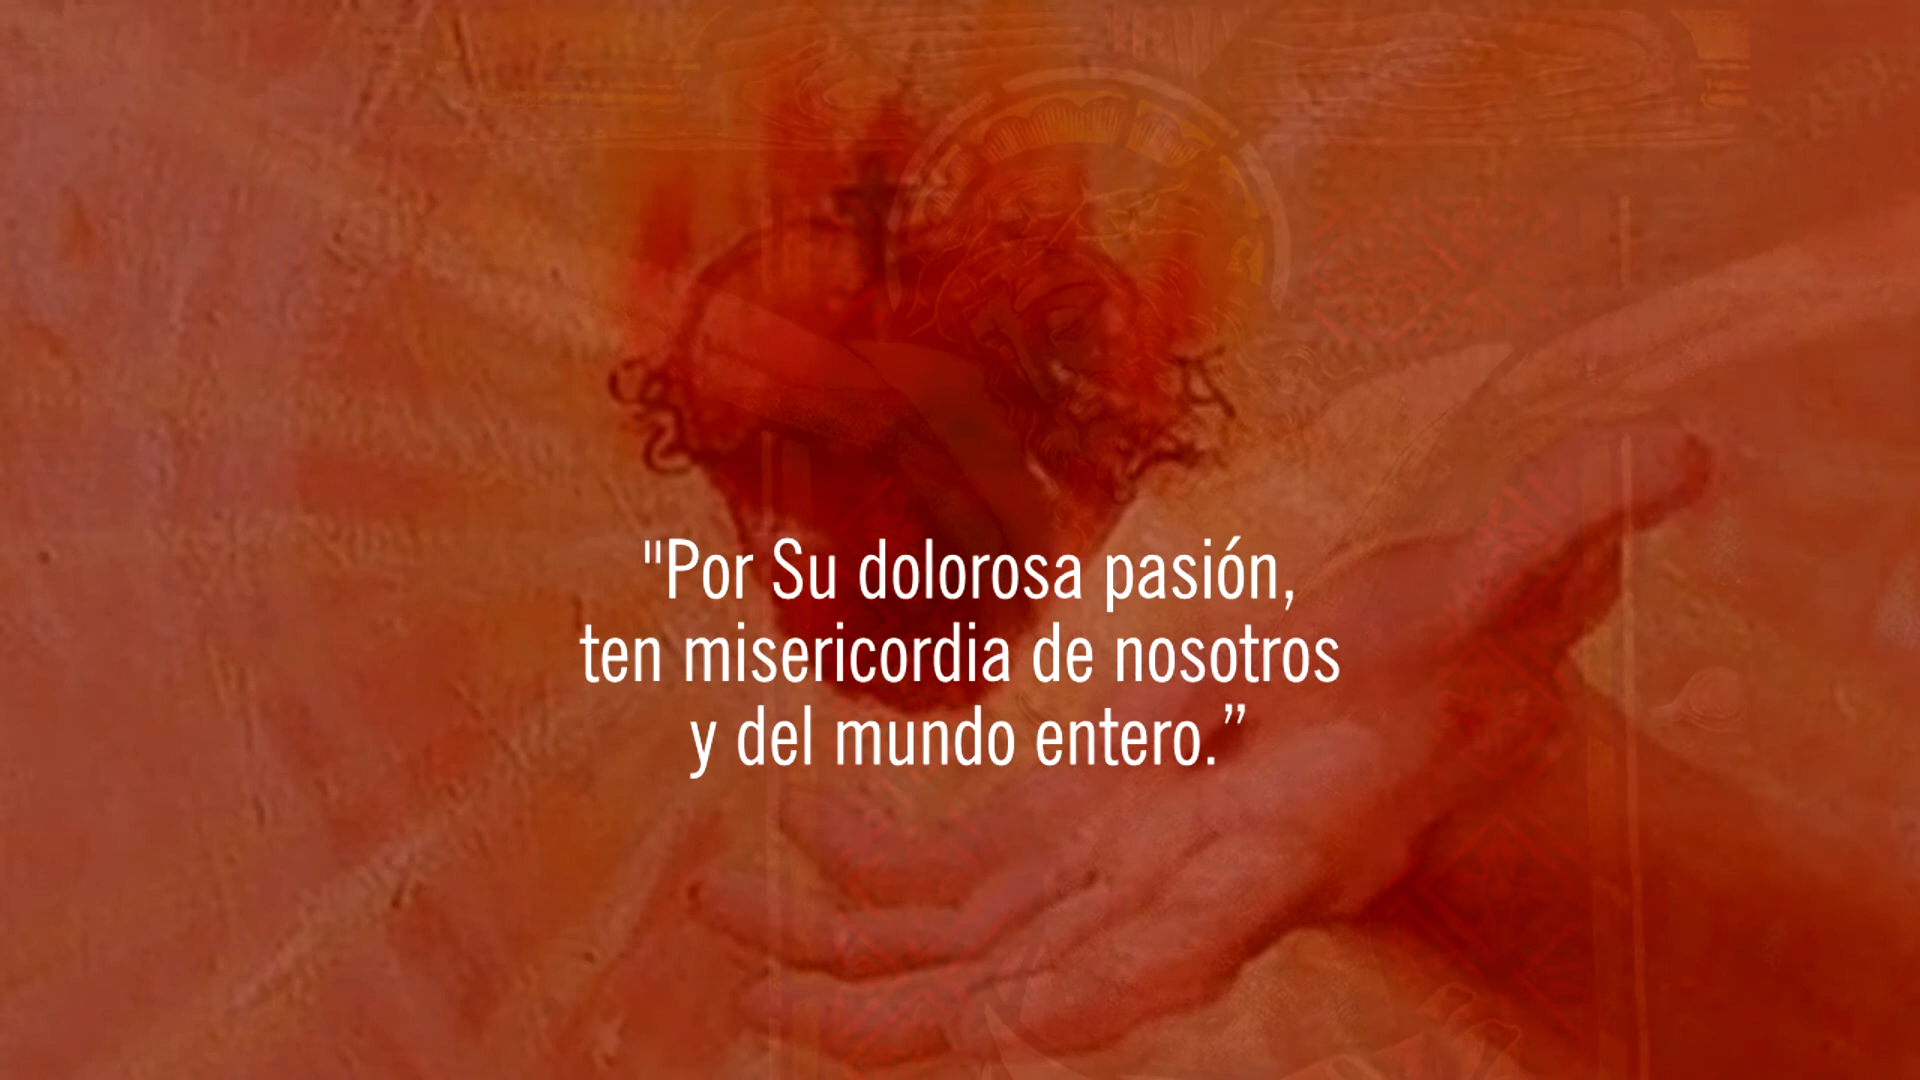 "Por Su dolorosa pasión,
ten misericordia de nosotros
y del mundo entero.”